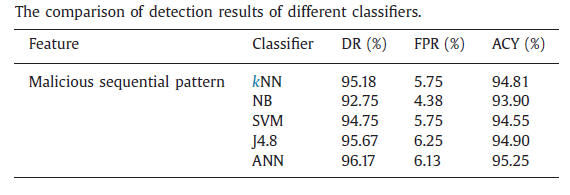 The comparison of detection results of different classifiers.
Feature Classifier DR (%) FPR (%) ACY (%)
Malicious sequential pattern kNN 95.18 5.75 94.81
NB 92.75 4.38 93.90
SVM 94.75 5.75 94.55
J4.8 95.67 6.25 94.90
ANN 96.17 6.13 95.25